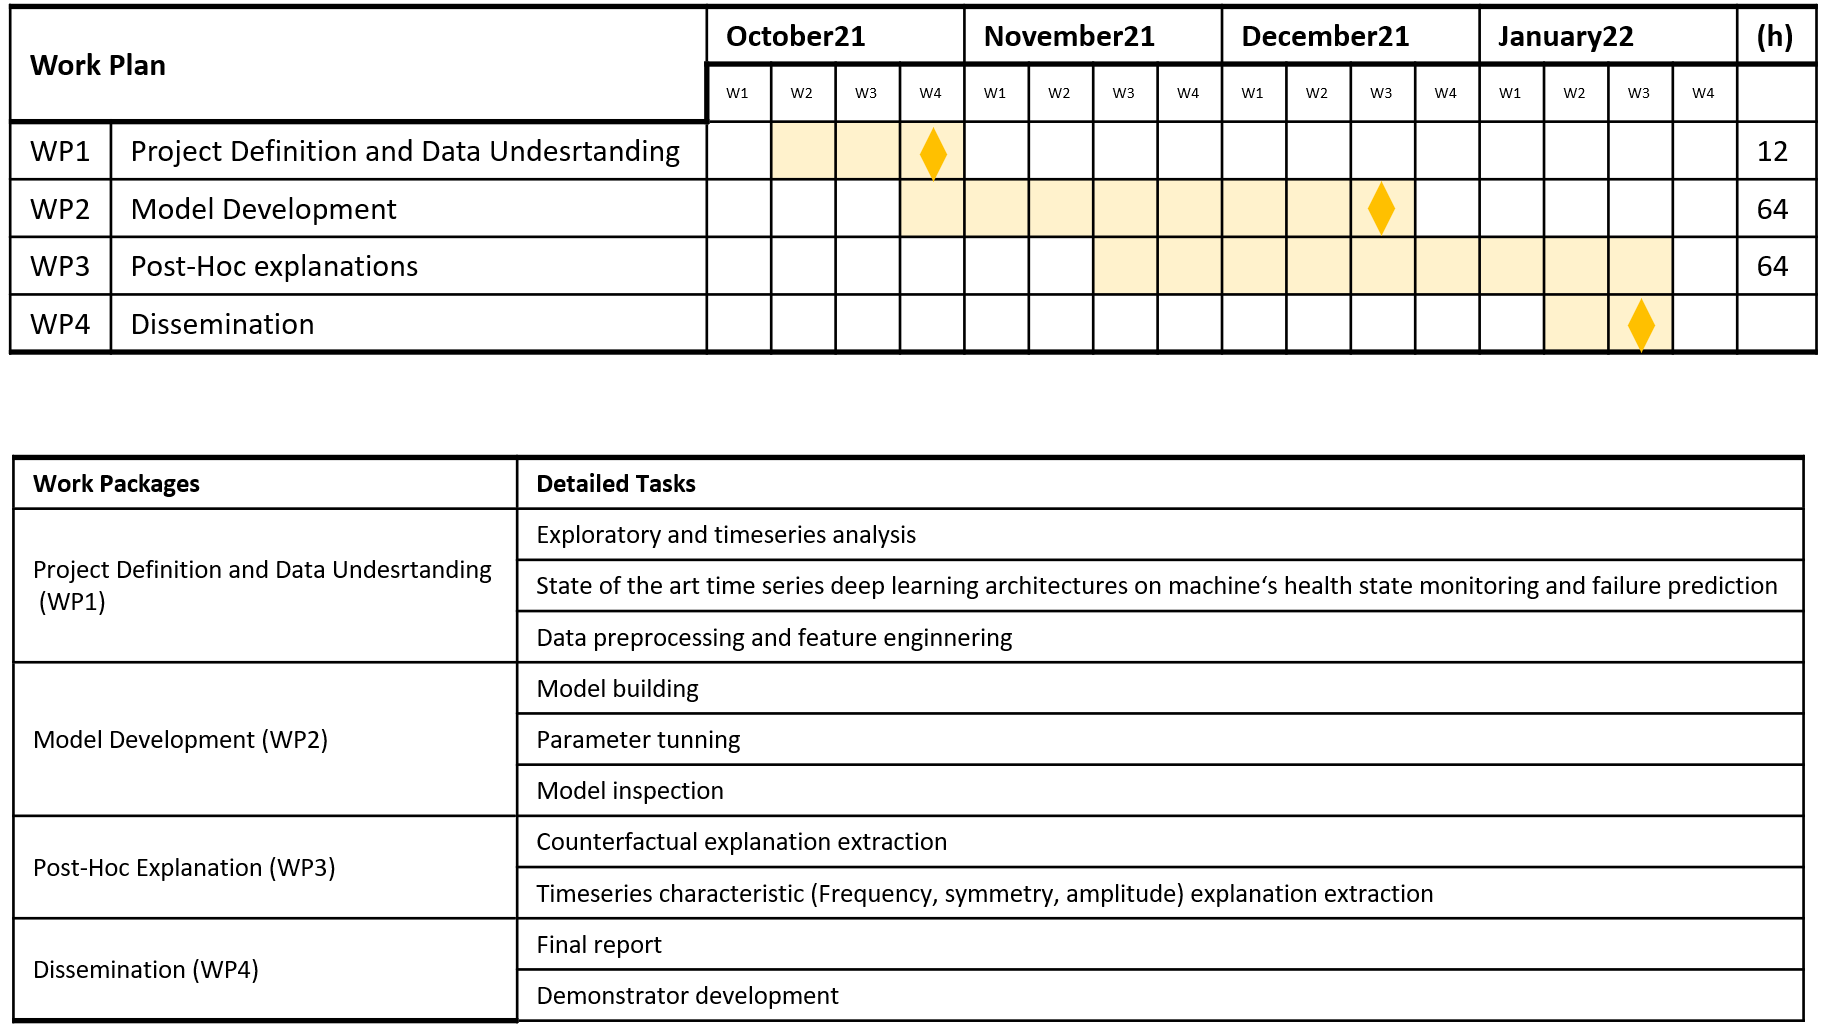 Work Plan
October21 November21 December21 January22 (h)
W1 W2 W3 W4 W1 W2 W3 W4 W1 W2 W3 W4 W1 W2 W3 W4
WP1 Project Definition and Data Undesrtanding 12
WP2 Model Development 64
WP3 Post-Hoc explanations 64
WP4 Dissemination
Work Packages Detailed Tasks
Project Definition and Data Undesrtanding
(WP1)
Exploratory and timeseries analysis
State of the art time series deep learning architectures on machine‘s health state monitoring and failure prediction
Data preprocessing and feature enginnering
Model Development (WP2)
Model building
Parameter tunning
Model inspection
Post-Hoc Explanation (WP3)
Counterfactual explanation extraction
Timeseries characteristic (Frequency, symmetry, amplitude) explanation extraction
Dissemination (WP4)
Final report
Demonstrator development